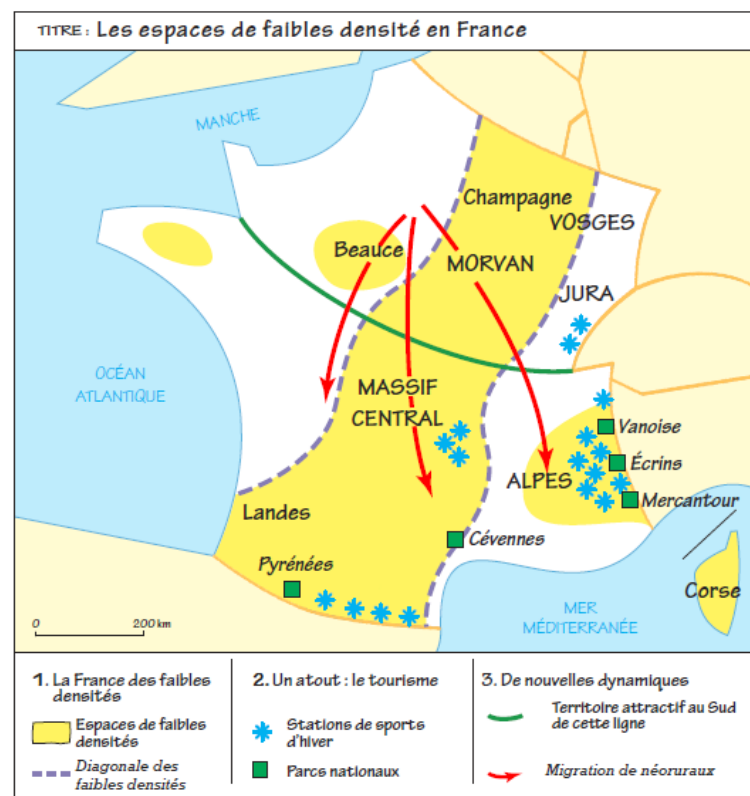 TITRE : Les espaces de faibles densité en France
MANCHE
Champagne
VOSGES
Beauce
MORVAN
JURA
OCÉAN
ATLANTIQUE
MASSIF
CENTRAL
Vanoise
Écrins
ALPES
Mercantour
Landes
Cévennes
Pyrénées
Corse
MER
MÉDITERRANÉE
0 200 km
1. La France des faibles
densités
Espaces de faibles
densités
Diagonale des
faibles densités
2. Un atout : le tourisme
Stations de sports
d'hiver
Parcs nationaux
3. De nouvelles dynamiques
Territoire attractif au Sud
de cette ligne
Migration de néoruraux